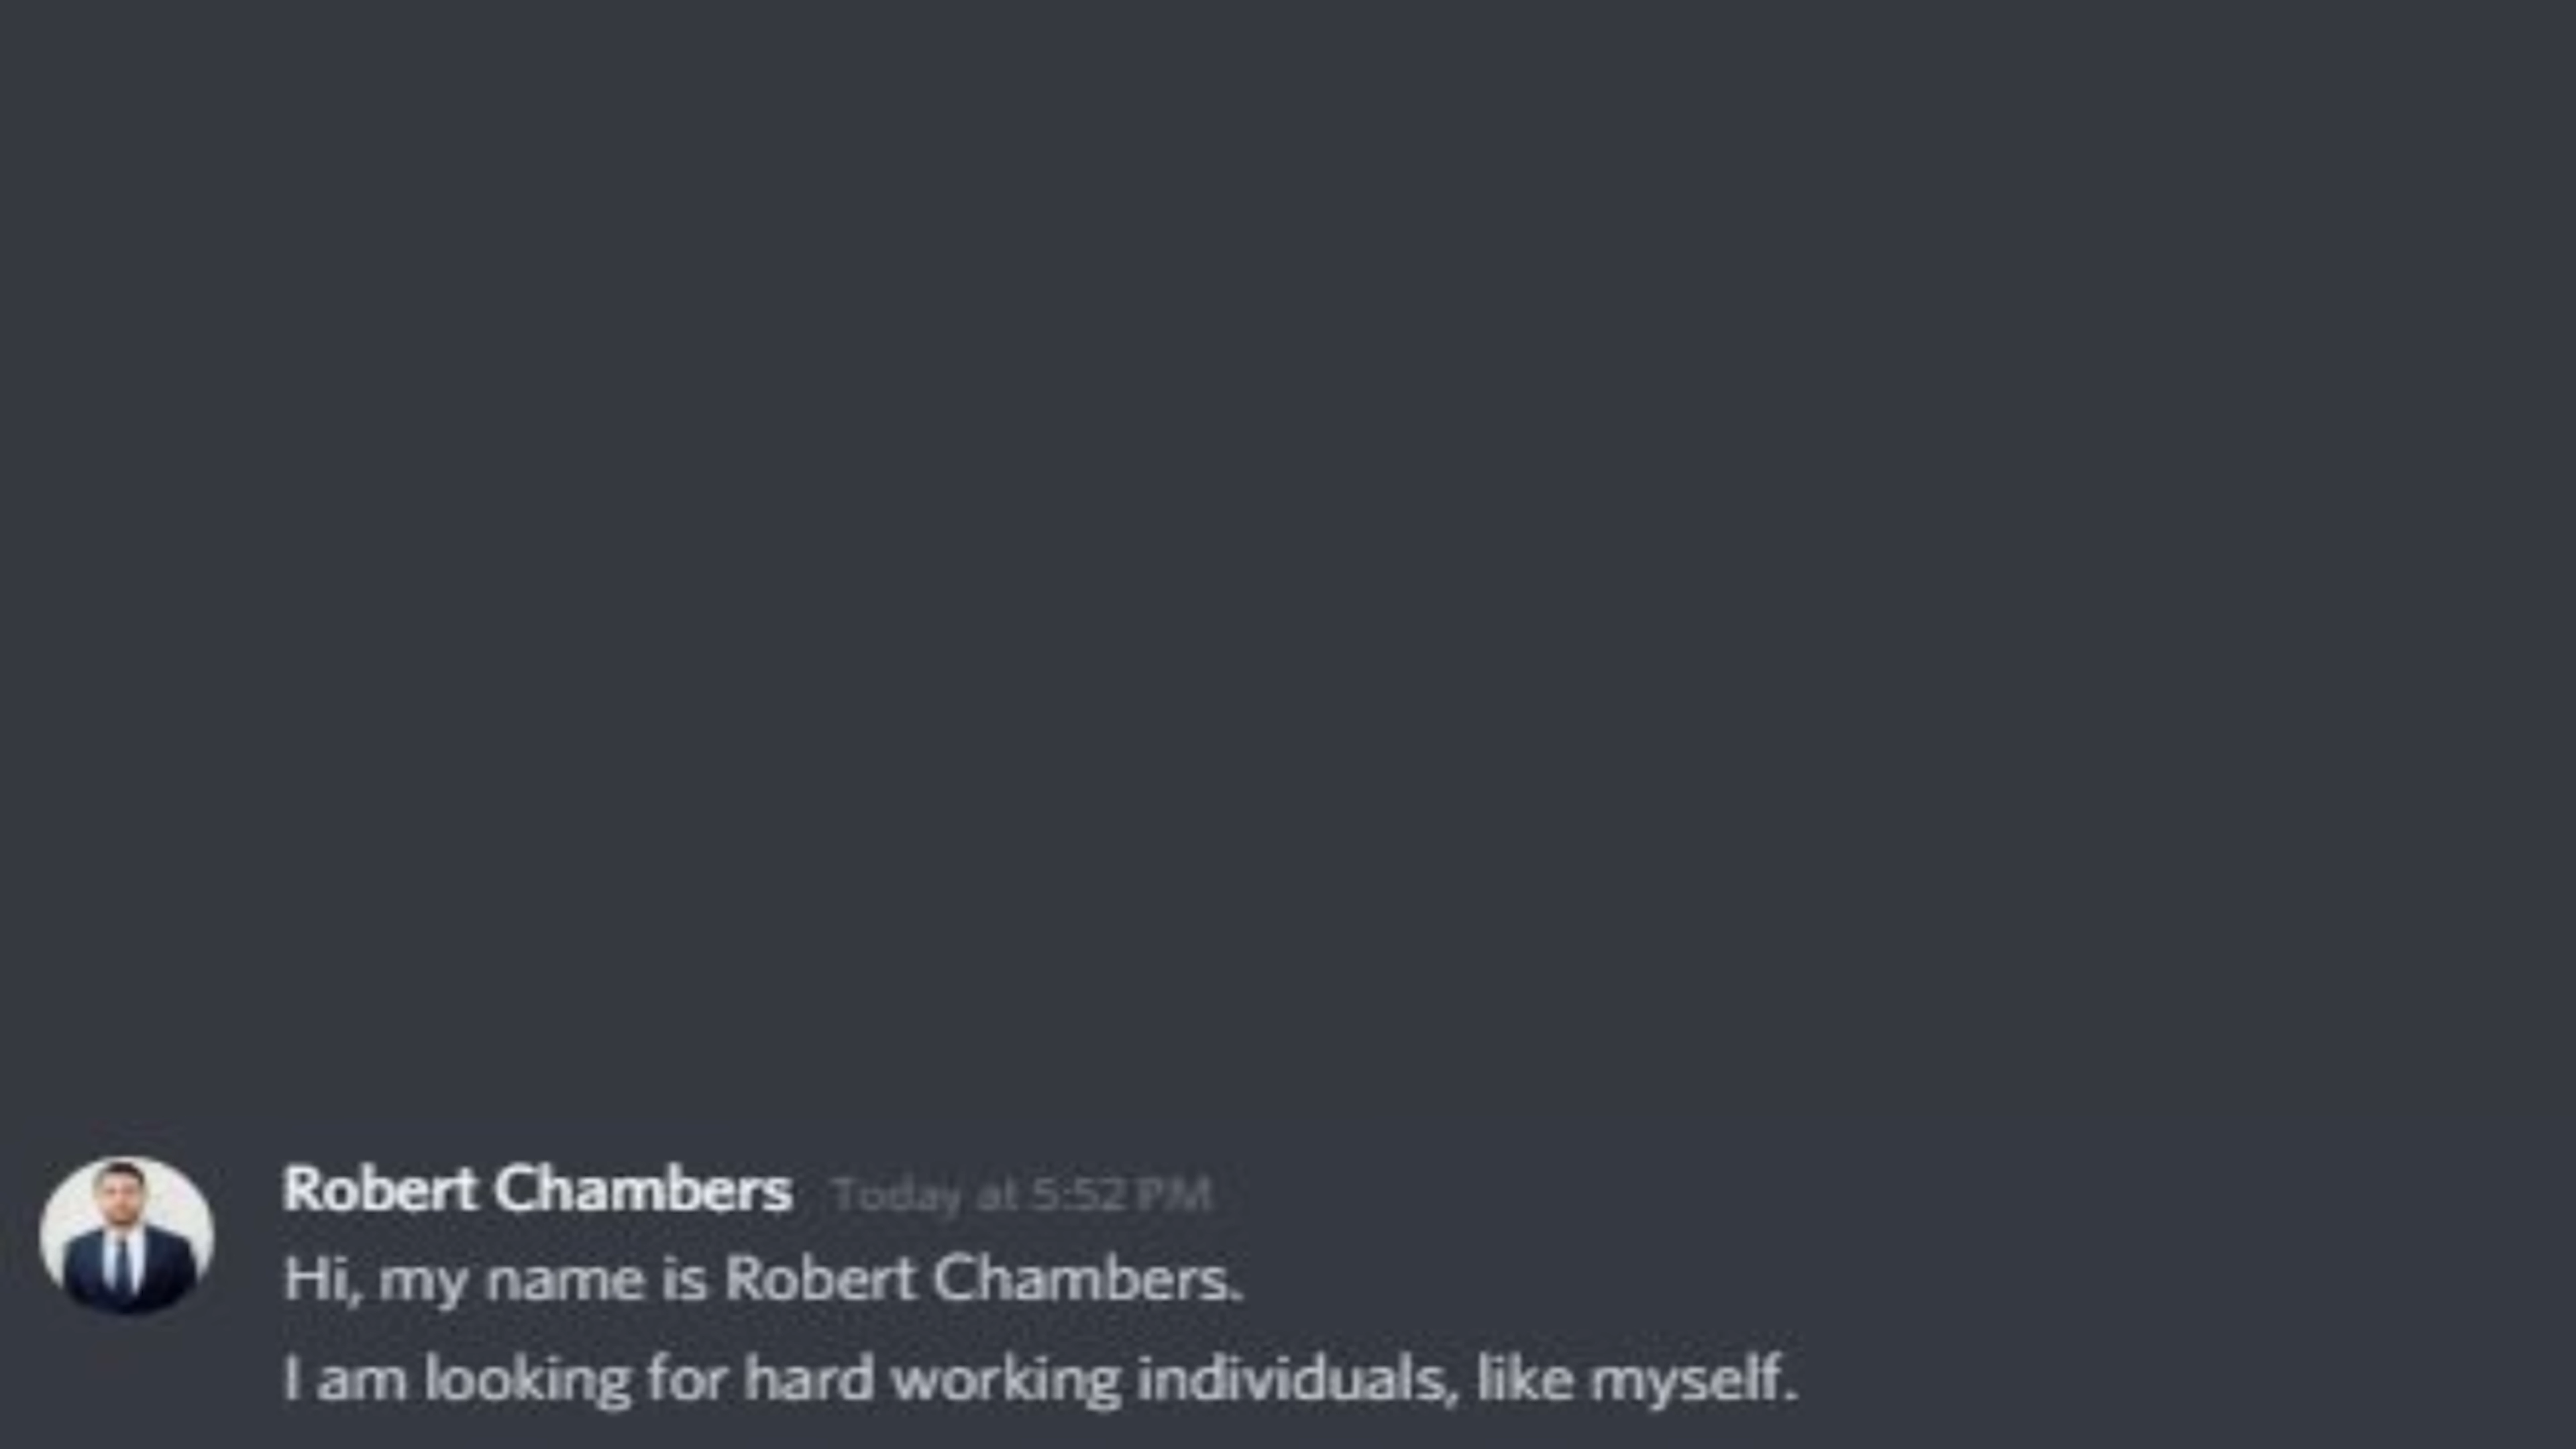 Robert Chambers Today at 5:52 PM
Hi, my name is Robert Chambers.
I am looking for hard working individuals, like myself.